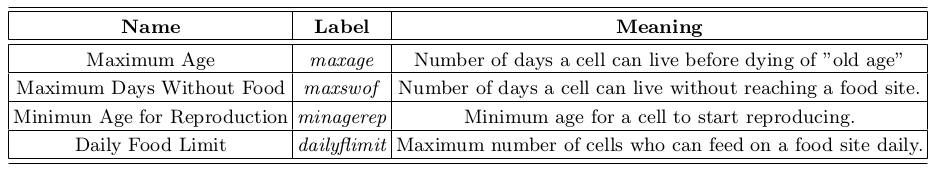 Name Label Meaning
Maximum Age maxage Number of days a cell can live before dying of "old age"
Maximum Days Without Food maxswof Number of days a cell can live without reaching a food site.
Minimun Age for Reproduction minagerep Minimum age for a cell to start reproducing.
Daily Food Limit dailyflimit Maximum number of cells who can feed on a food site daily.